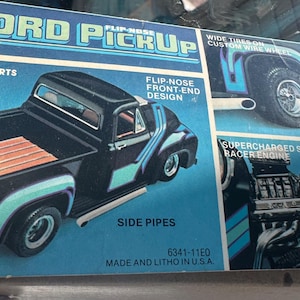 FLIP-NOSE
ORD PICKUP
RTS
FLIP-NOSE
FRONT-END
DESIGN
SIDE PIPES
6341-11E0
MADE AND LITHO IN U.S.A.
WIDE TIRES ON
CUSTOM WIRE WHEEL
SUPERCHARGED S
RACER ENGINE